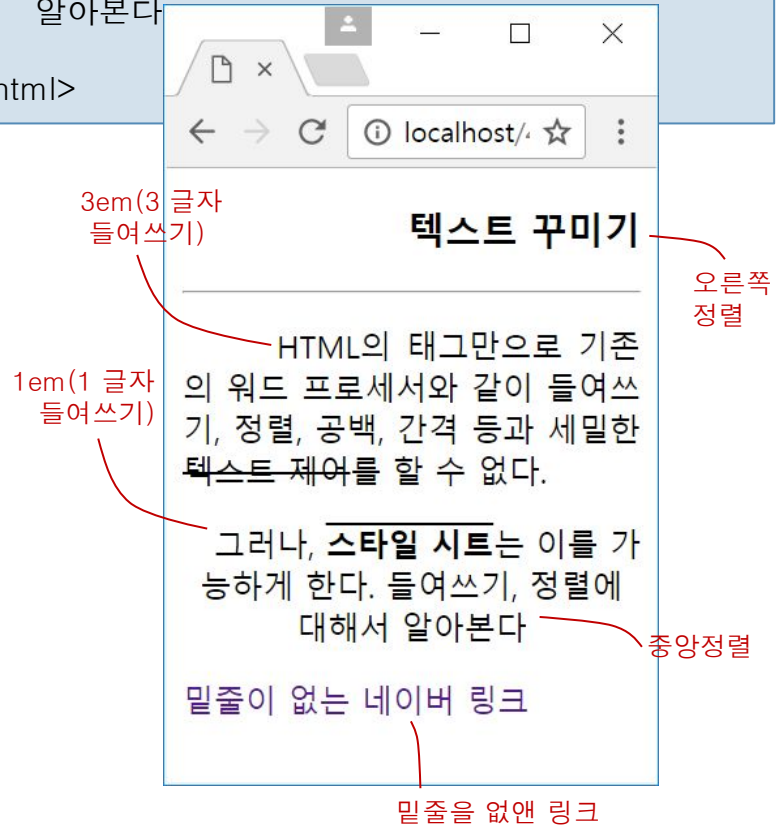 알아본다
html>
localhost/4
3em(3 글자
들여쓰기)
텍스트 꾸미기
오른쪽
정렬
HTML의 태그만으로 기존
의 워드 프로세서와 같이 들여쓰
기, 정렬, 공백, 간격 등과 세밀한
텍스트 제어를 할 수 없다.
1em(1 글자
들여쓰기)
그러나, 스타일 시트는 이를 가
능하게 한다. 들여쓰기, 정렬에
대해서 알아본다
중앙정렬
밑줄이 없는 네이버 링크
밑줄을 없앤 링크